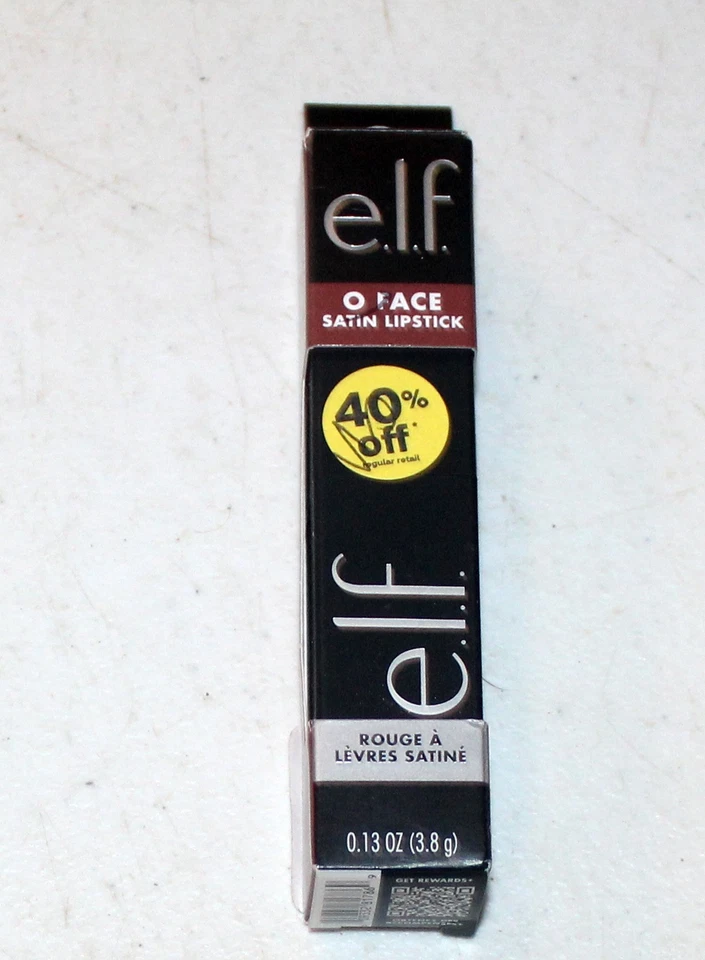 e.l.f.
O FACE
SATIN LIPSTICK
40%
off*
regular retail
e.l.f.
ROUGE À
LÈVRES SATINÉ
0.13 OZ (3.8 g)
GET REWARDS+